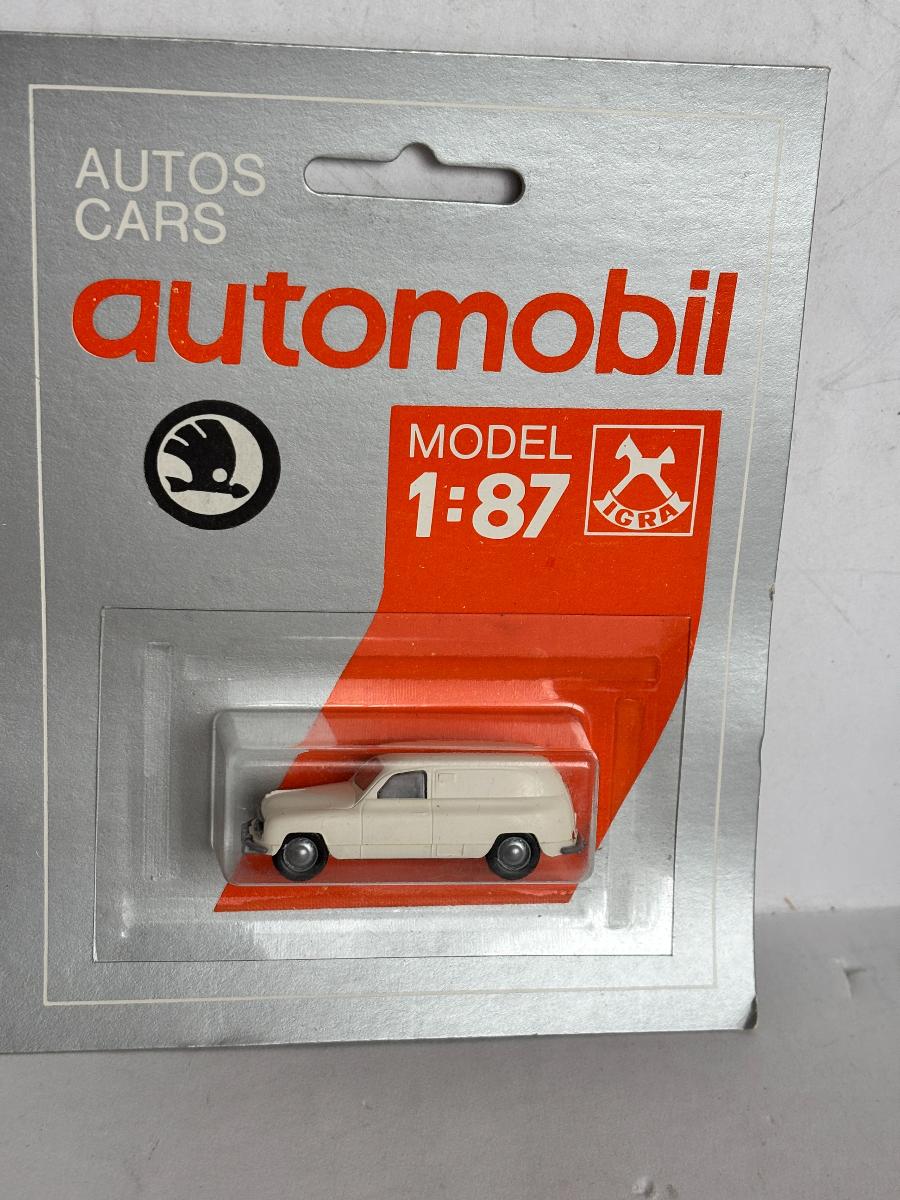 AUTOS
CARS
automobil
MODEL
1:87
IGRA